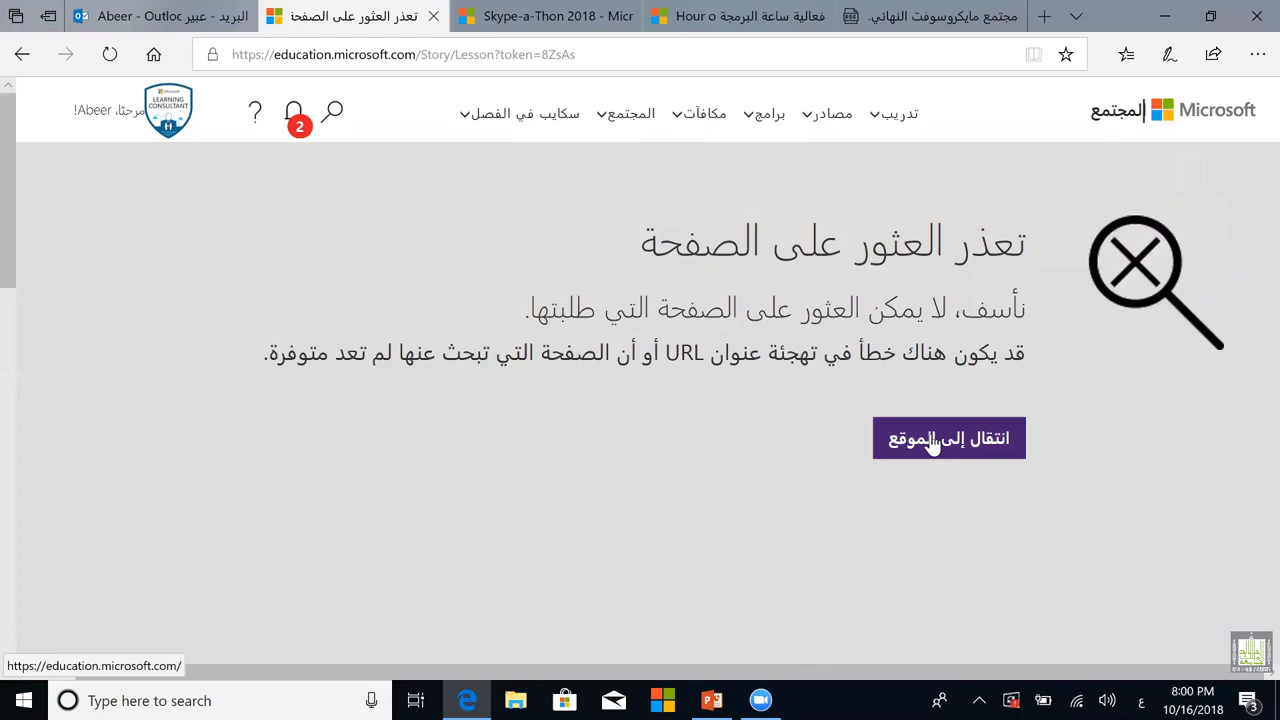 البريد - عبير Abeer - Outloc
تعذر العثور على الصفحة
Skype-a-Thon 2018 - Micr
فعالية ساعة البرمجة Hour o
مجتمع مايكروسوفت النهائي.
https://education.microsoft.com/Story/Lesson?token=8ZsAs
Microsoft
المجتمع
تدريب
مصادر
برامج
مكافآت
المجتمع
سكايب في الفصل
2
مرحبًا، Abeer!
Microsoft
LEARNING
CONSULTANT
تعذر العثور على الصفحة
نأسف، لا يمكن العثور على الصفحة التي طلبتها.
قد يكون هناك خطأ في تهجئة عنوان URL أو أن الصفحة التي تبحث عنها لم تعد متوفرة.
انتقال إلى الموقع
https://education.microsoft.com/
Type here to search
ع
8:00 PM
10/16/2018
3